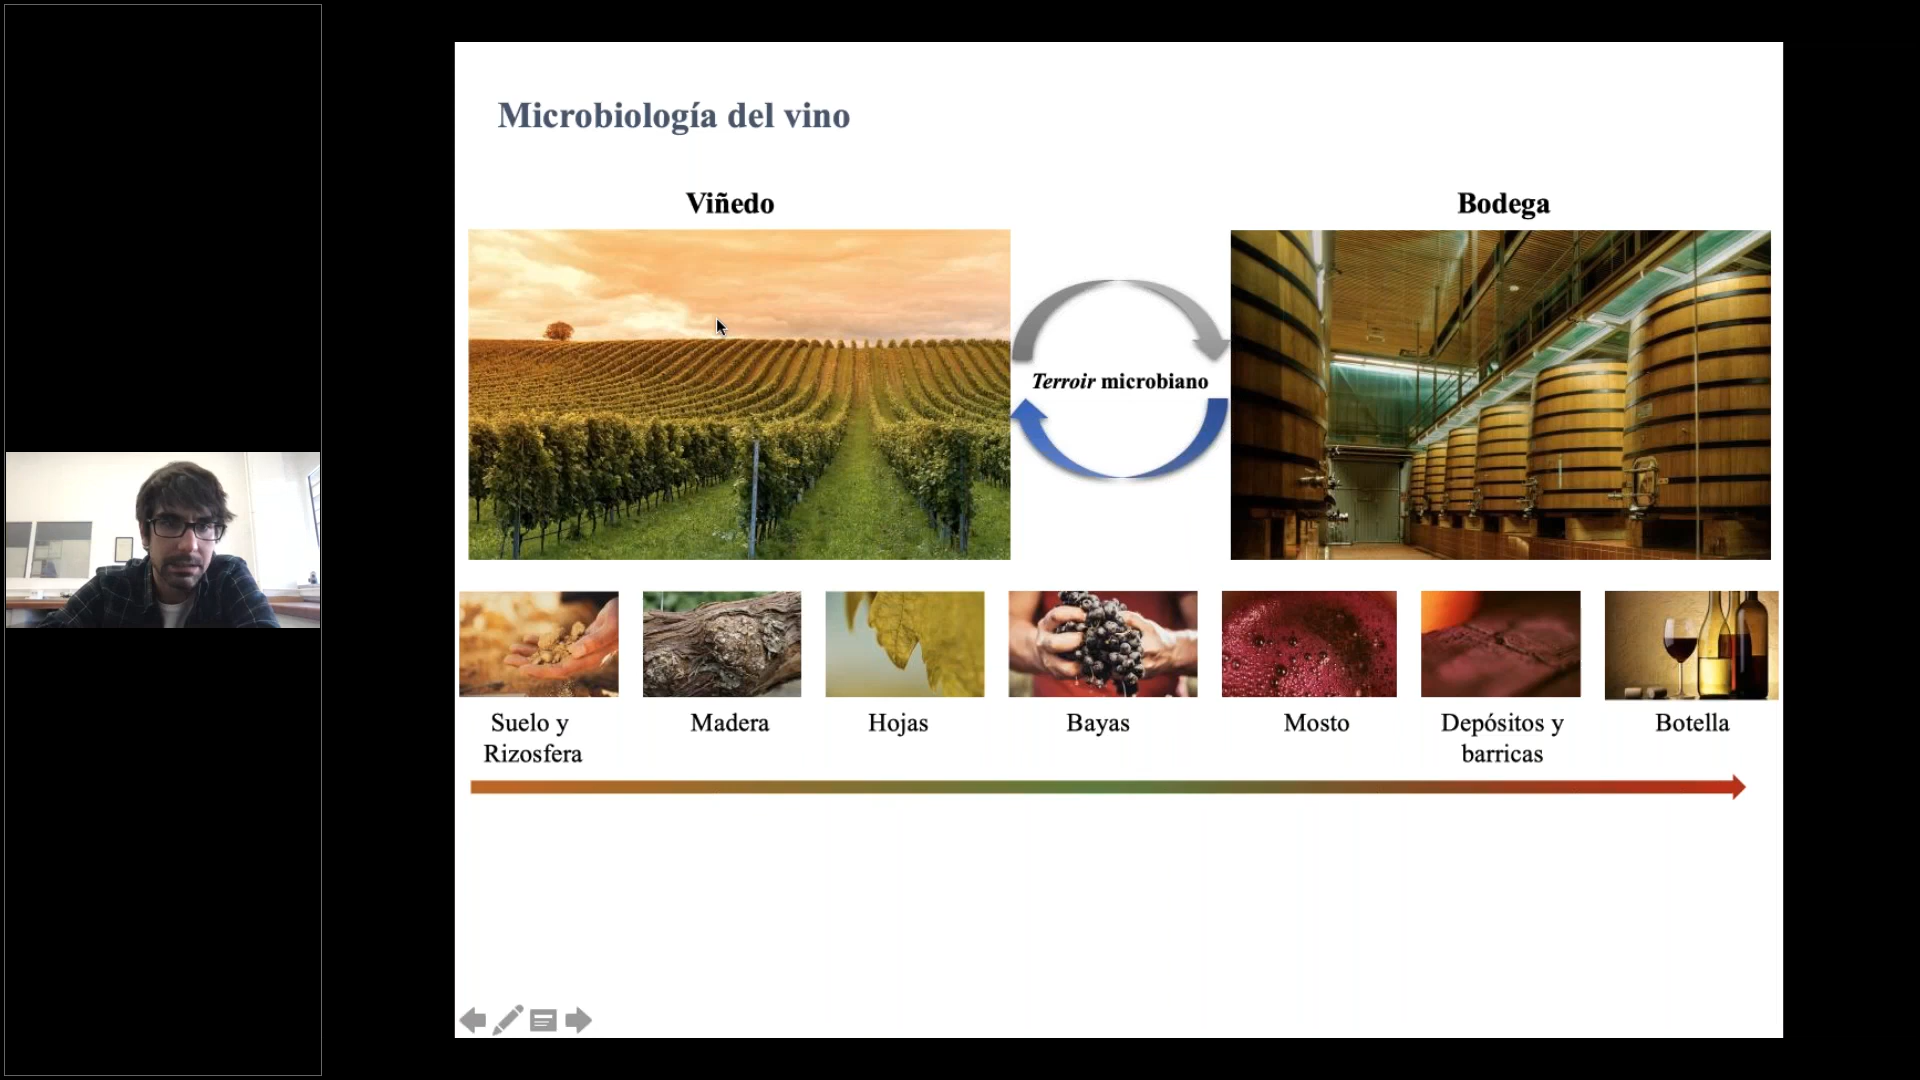 Microbiología del vino
Viñedo
Bodega
Terroir microbiano
Suelo y
Rizosfera
Madera
Hojas
Bayas
Mosto
Depósitos y
barricas
Botella